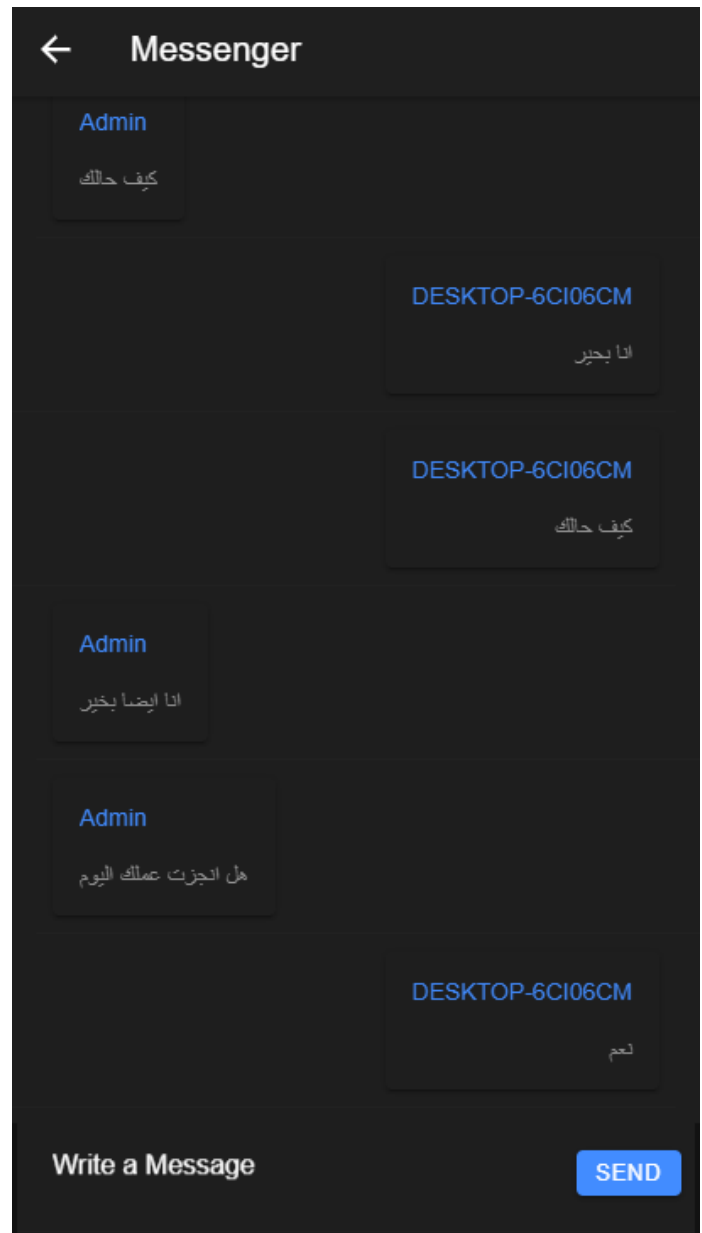 Messenger
Admin
كيف حالك
DESKTOP-6CI06CM
انا بحير
DESKTOP-6CI06CM
كيف حالك
Admin
انا ايضا بخير
Admin
هل انجزت عملك اليوم
DESKTOP-6CI06CM
نعم
Write a Message
SEND